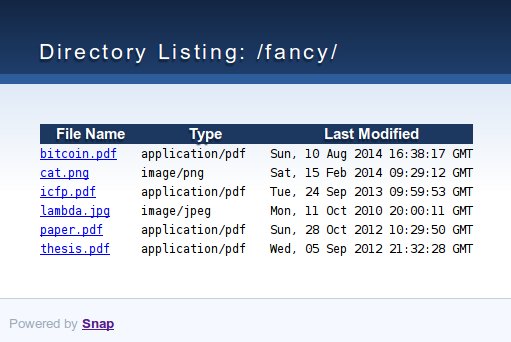 Directory Listing: /fancy/
File Name Type Last Modified
bitcoin.pdf application/pdf Sun, 10 Aug 2014 16:38:17 GMT
cat.png image/png Sat, 15 Feb 2014 09:29:12 GMT
icfp.pdf application/pdf Tue, 24 Sep 2013 09:59:53 GMT
lambda.jpg image/jpeg Mon, 11 Oct 2010 20:00:11 GMT
paper.pdf application/pdf Sun, 28 Oct 2012 10:29:50 GMT
thesis.pdf application/pdf Wed, 05 Sep 2012 21:32:28 GMT
Powered by Snap